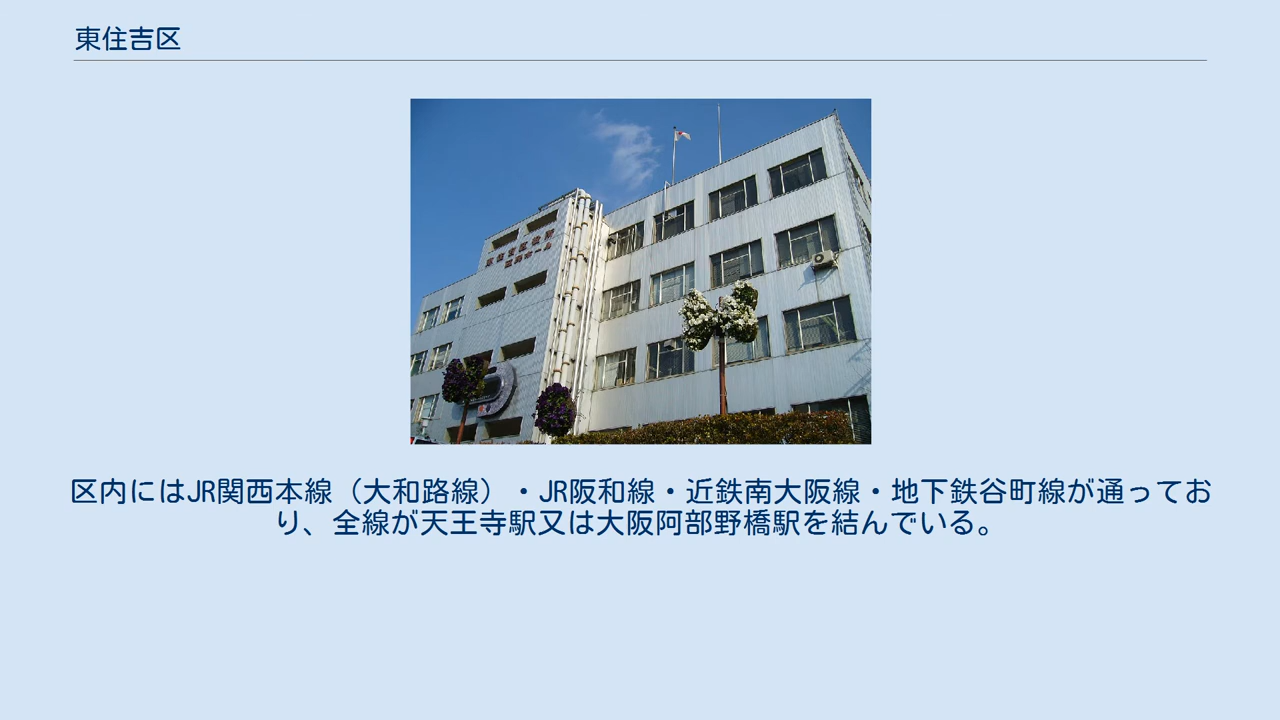 東住吉区
区内にはJR関西本線（大和路線）・JR阪和線・近鉄南大阪線・地下鉄谷町線が通ってお
り、全線が天王寺駅又は大阪阿部野橋駅を結んでいる。